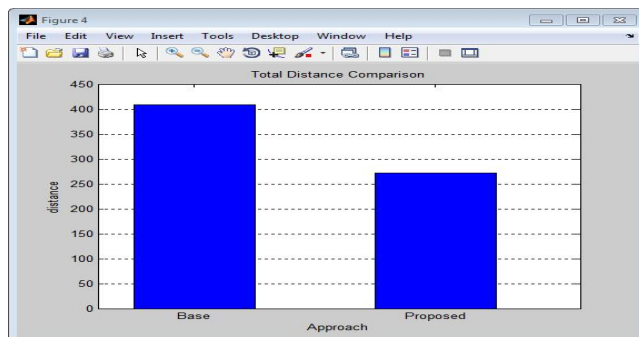 Figure 4
File Edit View Insert Tools Desktop Window Help
Total Distance Comparison
450
400
350
300
250
200
150
100
50
0
distance
Base Proposed
Approach